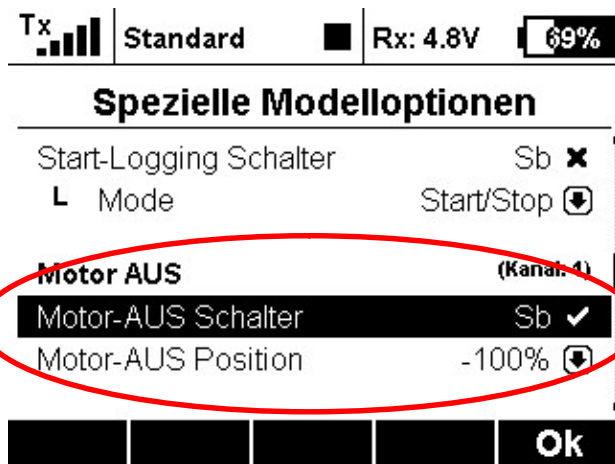 Tx Standard Rx: 4.8V 69%
Spezielle Modelloptionen
Start-Logging Schalter Sb
Mode Start/Stop
Motor AUS (Kanal: 1)
Motor-AUS Schalter Sb
Motor-AUS Position -100%
Ok